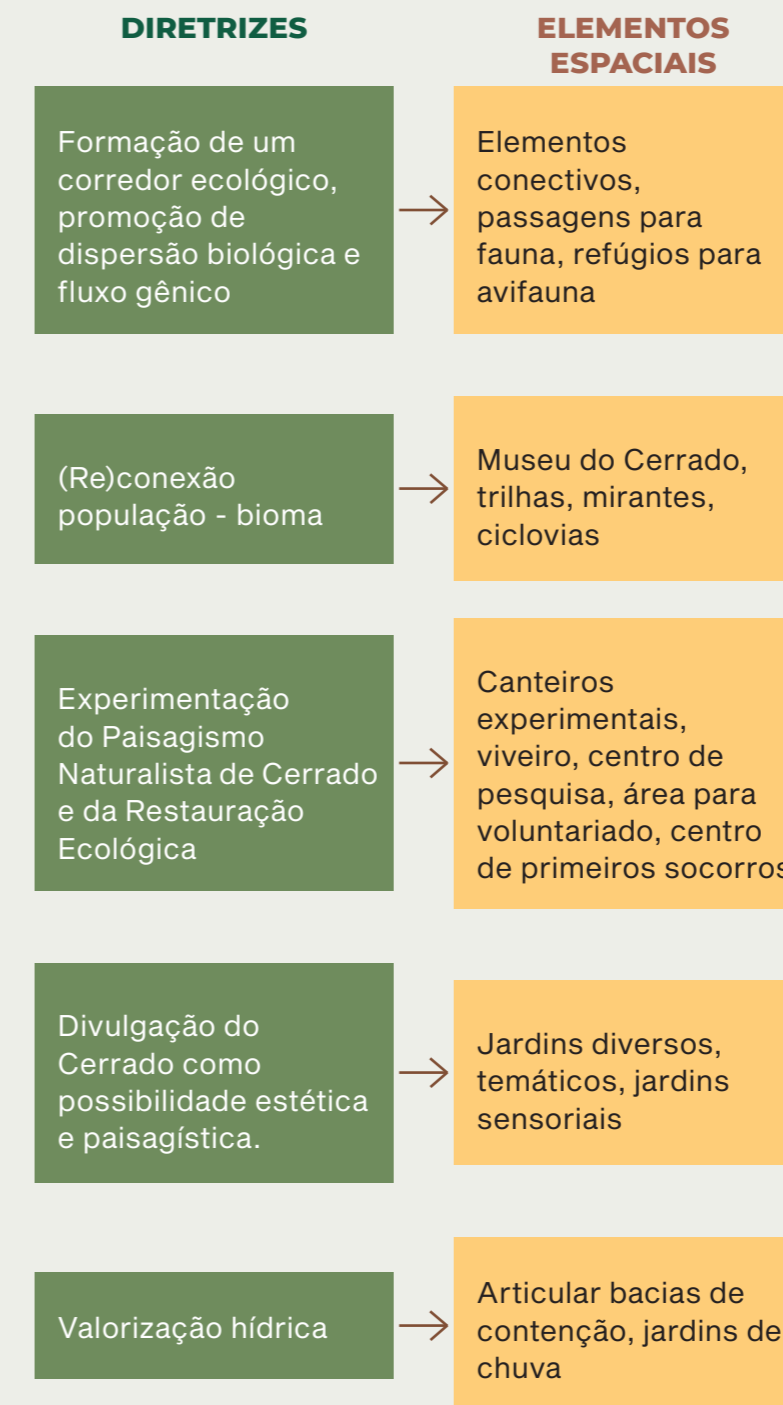 DIRETRIZES
ELEMENTOS
ESPACIAIS
Formação de um
corredor ecológico,
promoção de
dispersão biológica e
fluxo gênico
Elementos
conectivos,
passagens para
fauna, refúgios para
avifauna
(Re)conexão
população - bioma
Museu do Cerrado,
trilhas, mirantes,
ciclovias
Experimentação
do Paisagismo
Naturalista de Cerrado
e da Restauração
Ecológica
Canteiros
experimentais,
viveiro, centro de
pesquisa, área para
voluntariado, centro
de primeiros socorros
Divulgação do
Cerrado como
possibilidade estética
e paisagística.
Jardins diversos,
temáticos, jardins
sensoriais
Valorização hídrica
Articular bacias de
contenção, jardins de
chuva